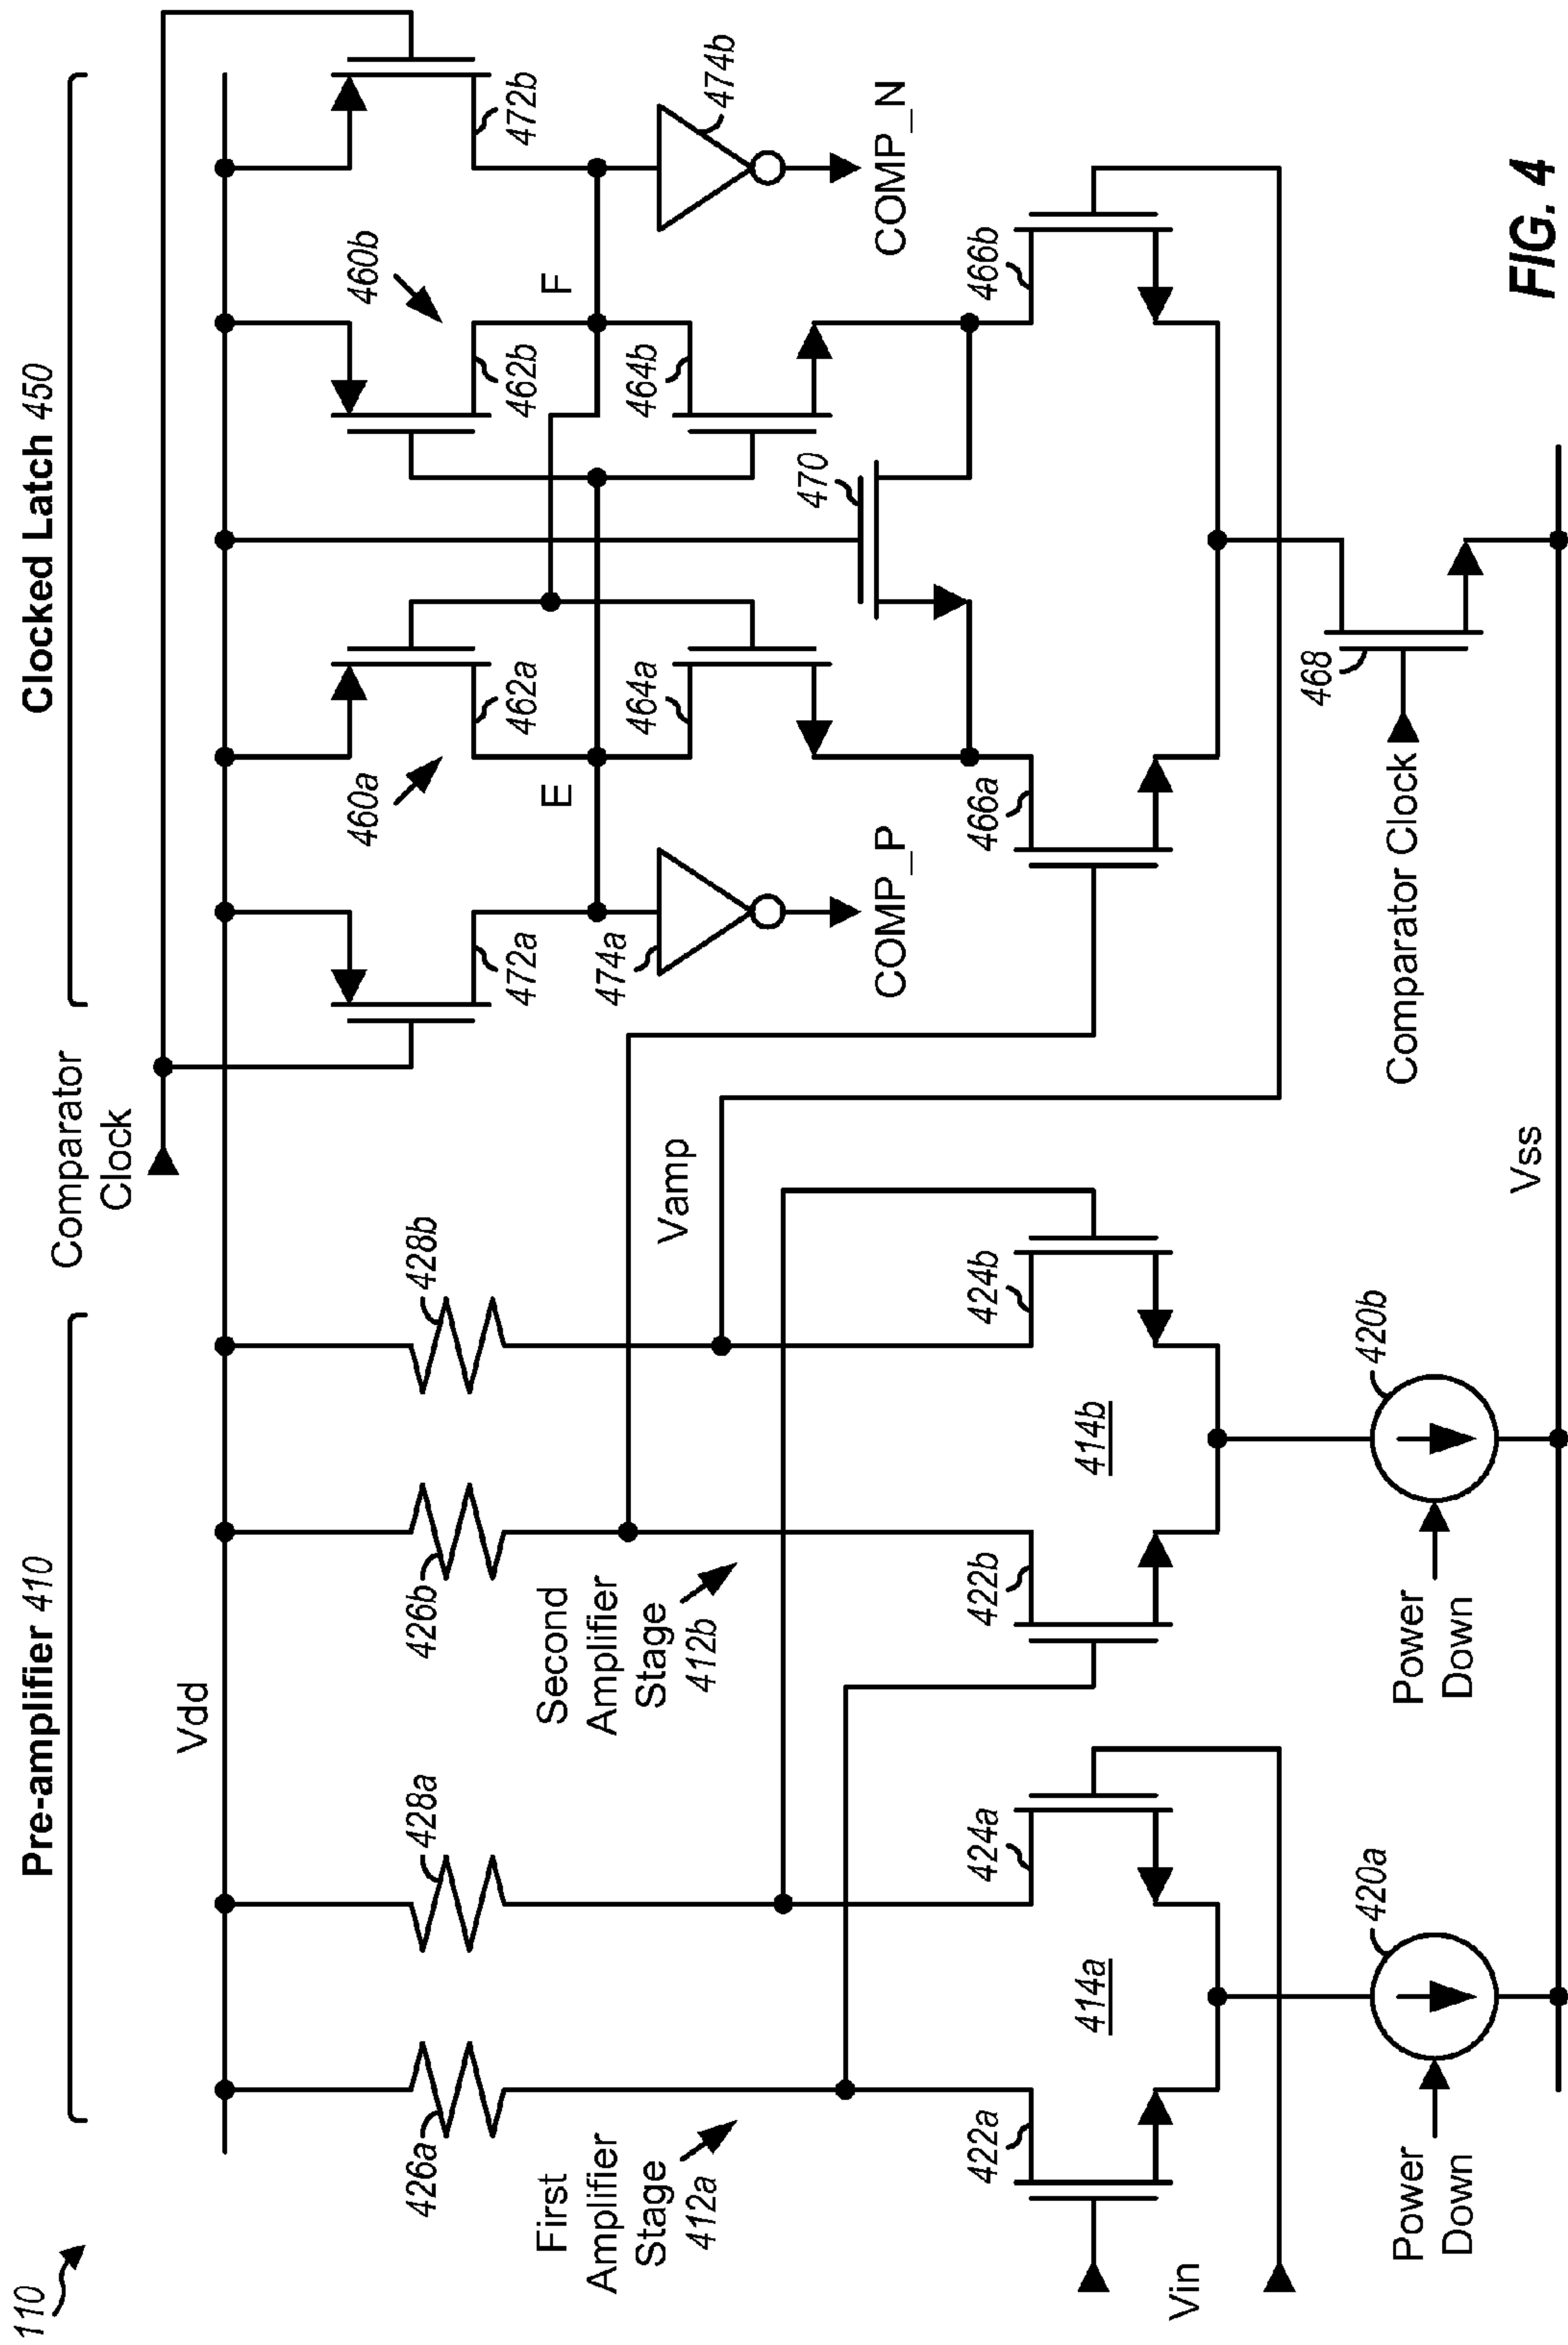 110
Pre-amplifier 410
Comparator
Clock
Clocked Latch 450
Vdd
426a
428a
426b
428b
472a
460a
462a
462b
460b
472b
First
Amplifier
Stage
412a
Second
Amplifier
Stage
412b
Vamp
E
F
474a
464a
464b
474b
COMP_P
470
COMP_N
422a
424a
422b
424b
466a
466b
414a
414b
Vin
420a
420b
468
Power
Down
Power
Down
Comparator Clock
Vss
FIG. 4